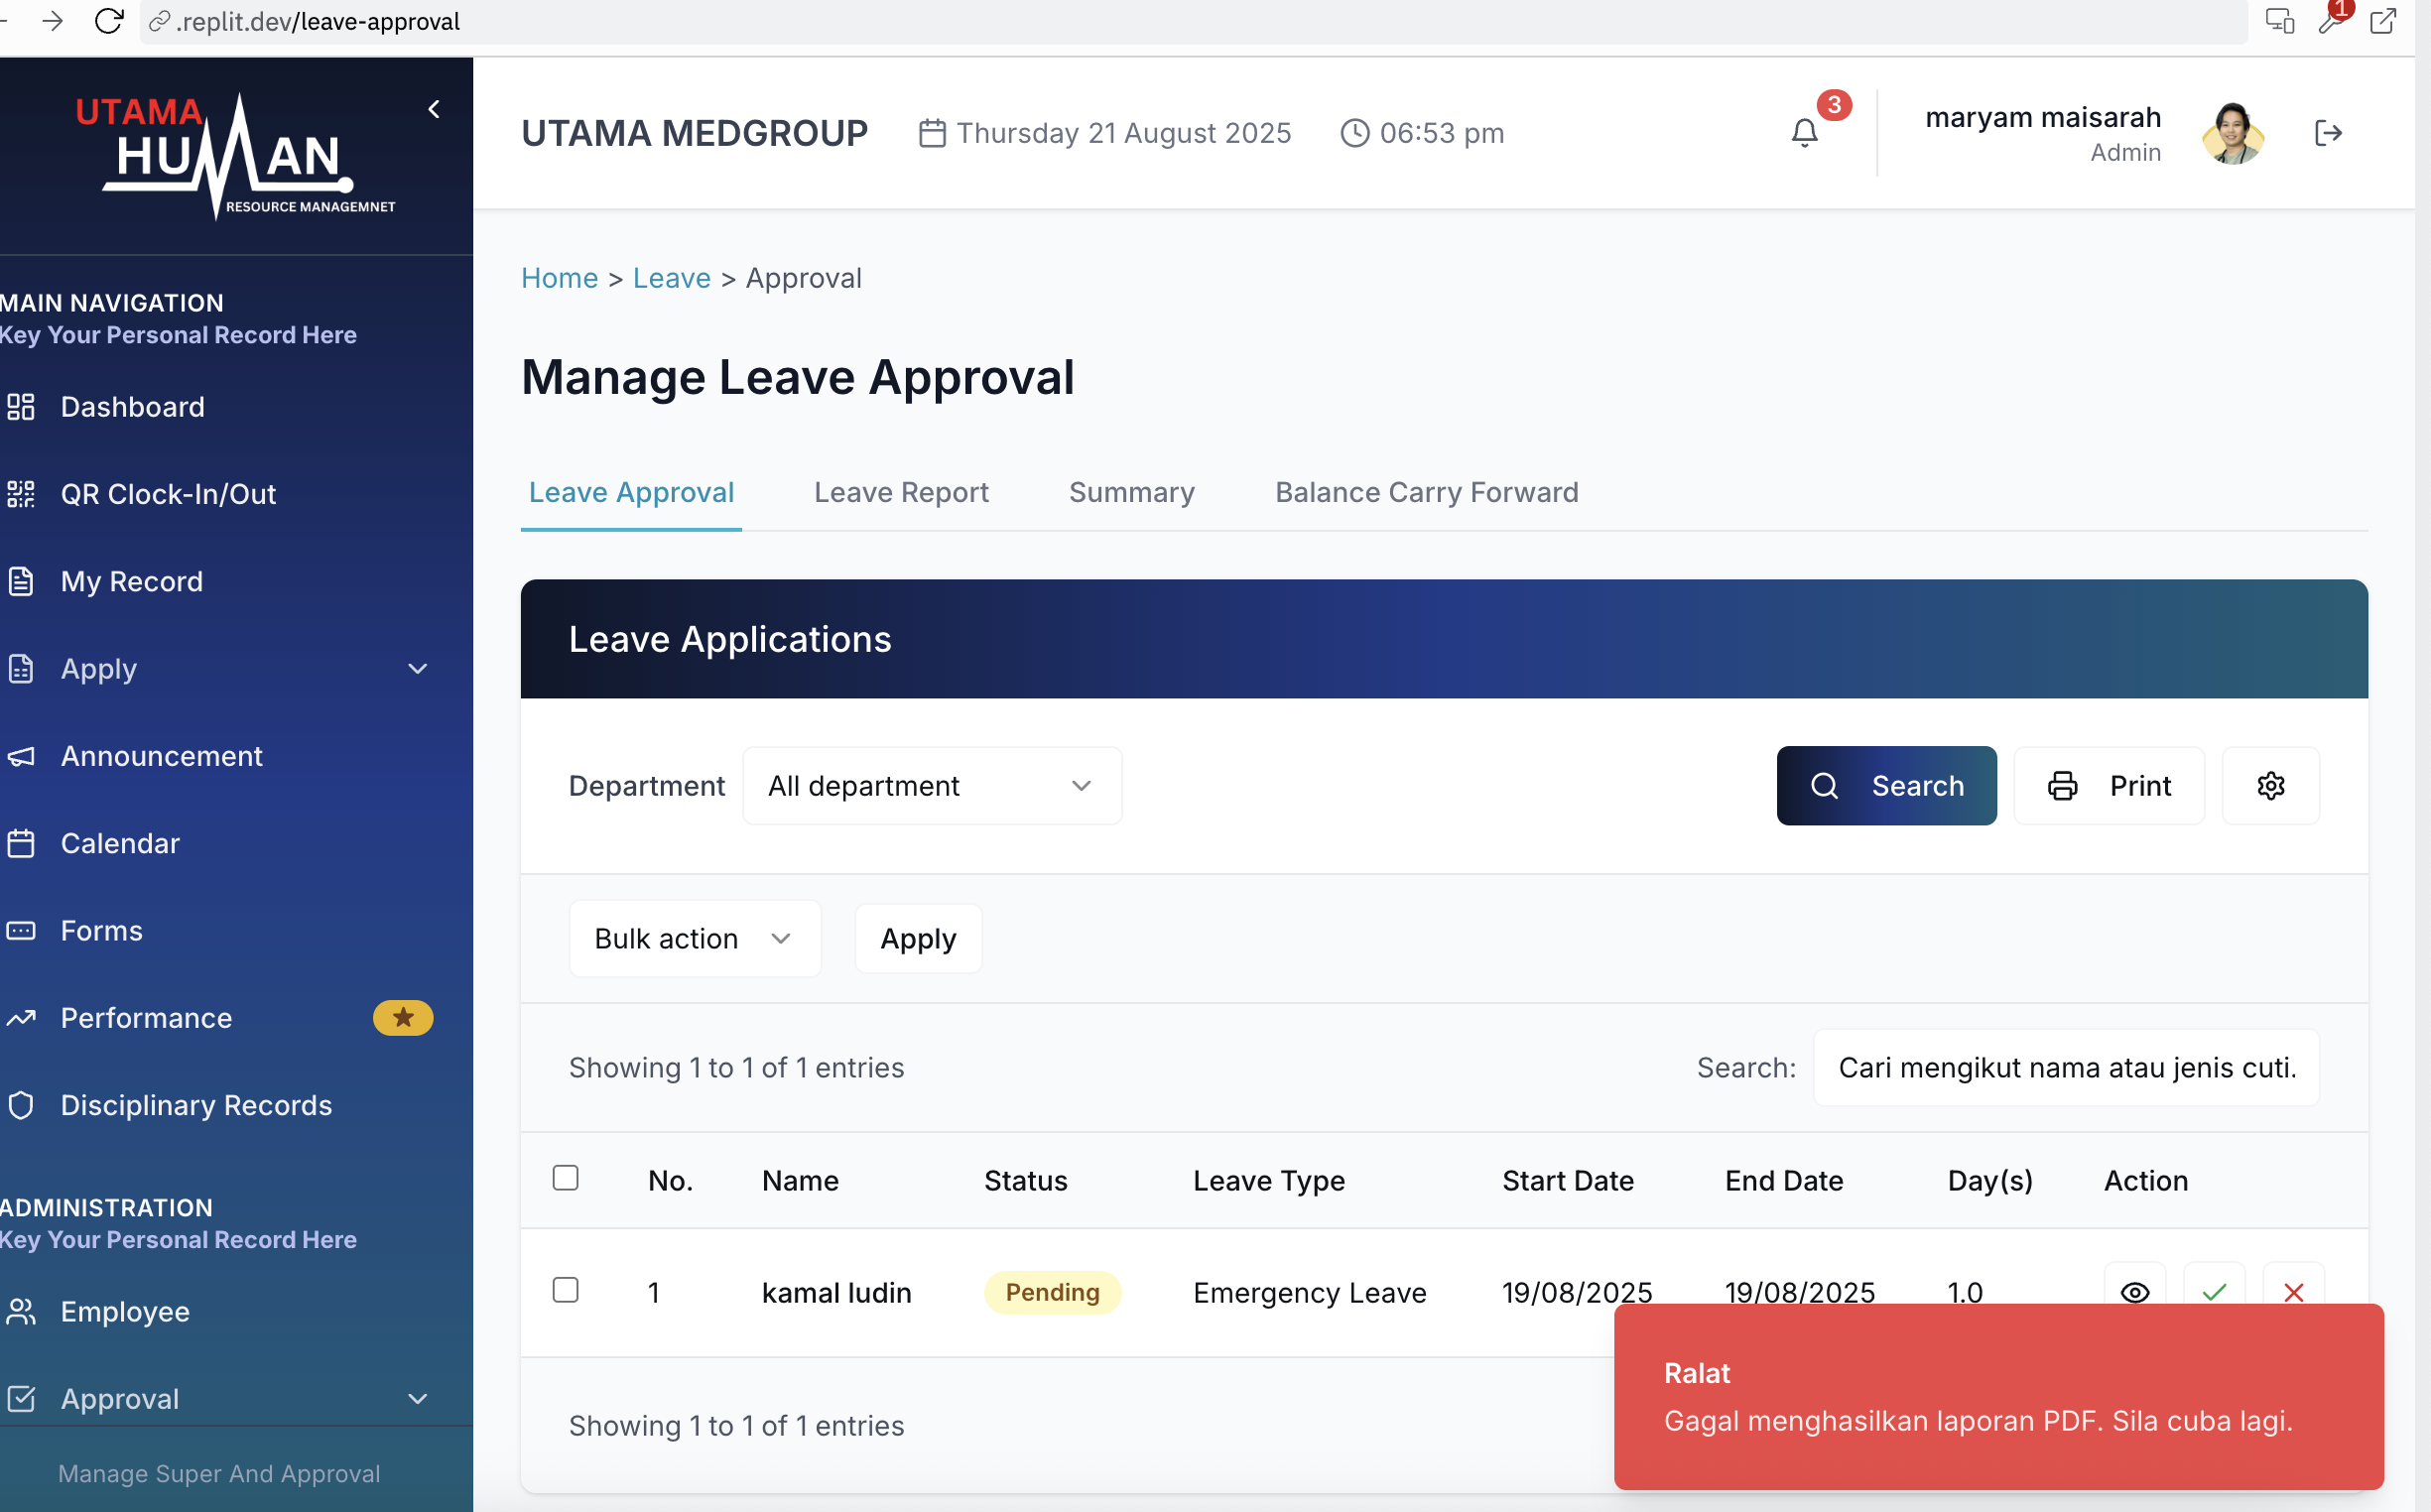 .replit.dev/leave-approval
1
UTAMA
HUMAN
RESOURCE MANAGEMNET
UTAMA MEDGROUP
Thursday 21 August 2025
06:53 pm
3
maryam maisarah
Admin
MAIN NAVIGATION
Key Your Personal Record Here
Dashboard
QR Clock-In/Out
My Record
Apply
Announcement
Calendar
Forms
Performance
Disciplinary Records
ADMINISTRATION
Key Your Personal Record Here
Employee
Approval
Manage Super And Approval
Home > Leave > Approval
Manage Leave Approval
Leave Approval
Leave Report
Summary
Balance Carry Forward
Leave Applications
Department
All department
Search
Print
Bulk action
Apply
Showing 1 to 1 of 1 entries
Search:
Cari mengikut nama atau jenis cuti.
No. Name Status Leave Type Start Date End Date Day(s) Action
1 kamal ludin Pending Emergency Leave 19/08/2025 19/08/2025 1.0
Showing 1 to 1 of 1 entries
Ralat
Gagal menghasilkan laporan PDF. Sila cuba lagi.